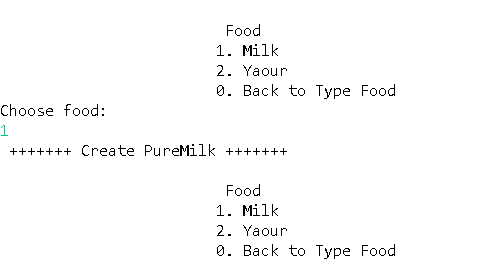 Food
1. Milk
2. Yaour
0. Back to Type Food
Choose food:
1
+++++++ Create PureMilk +++++++
Food
1. Milk
2. Yaour
0. Back to Type Food